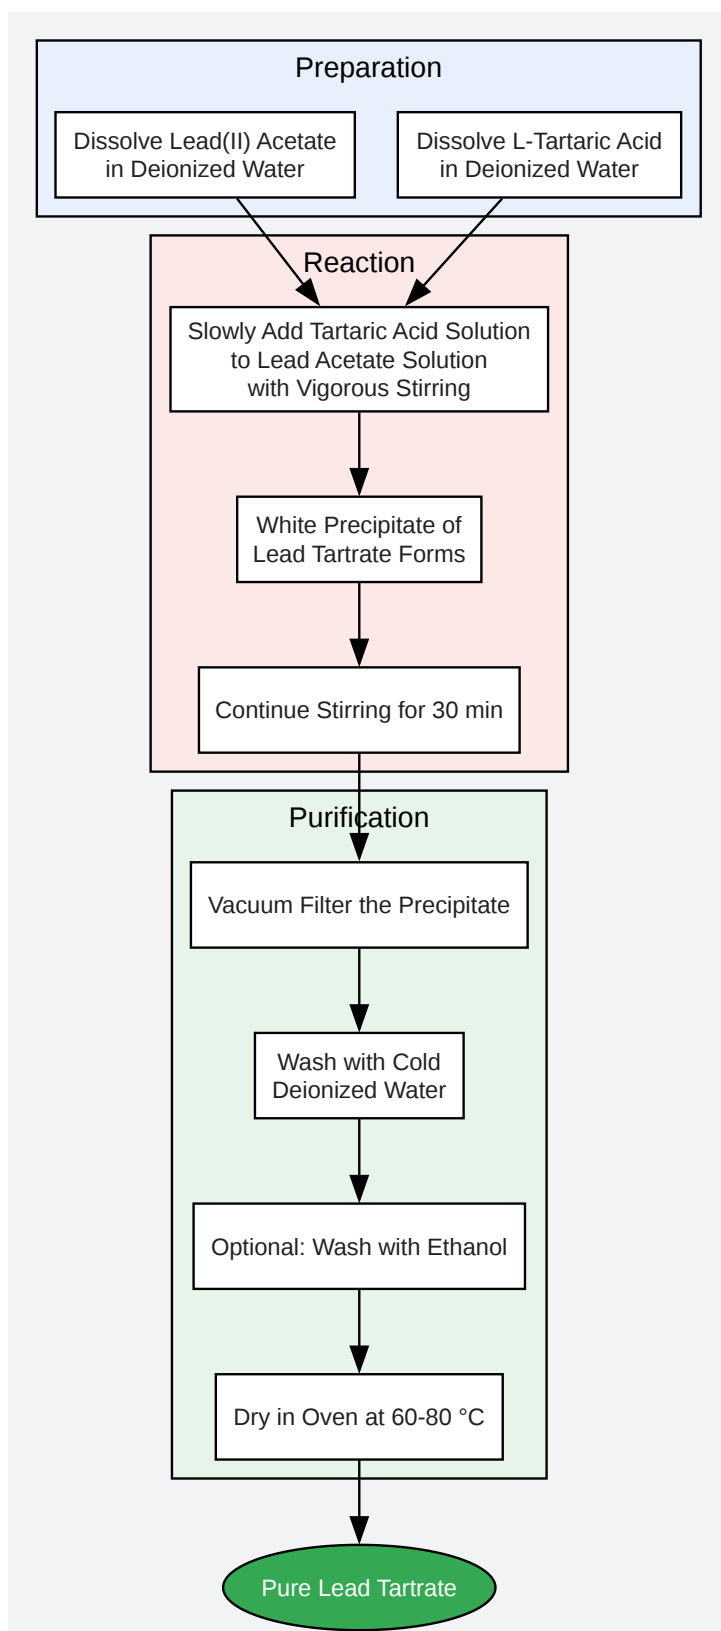 Preparation
Dissolve Lead(II) Acetate
in Deionized Water
Dissolve L-Tartaric Acid
in Deionized Water
Reaction
Slowly Add Tartaric Acid Solution
to Lead Acetate Solution
with Vigorous Stirring
White Precipitate of
Lead Tartrate Forms
Continue Stirring for 30 min
Purification
Vacuum Filter the Precipitate
Wash with Cold
Deionized Water
Optional: Wash with Ethanol
Dry in Oven at 60-80 °C
Pure Lead Tartrate